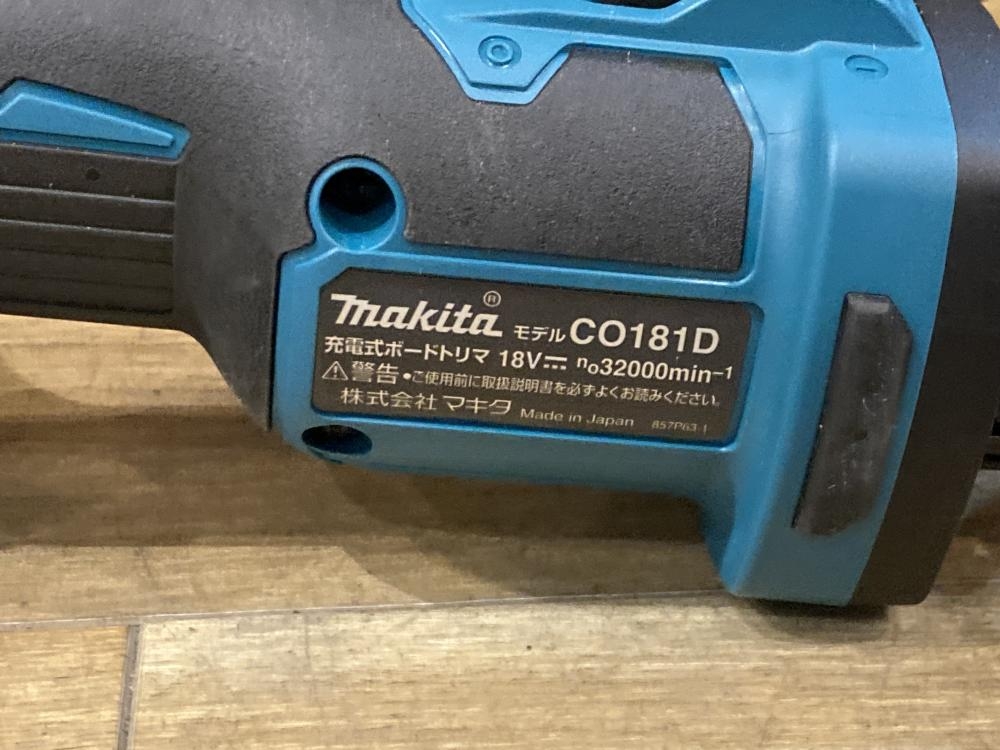 makita® モデル CO181D
充電式ボードトリマ 18V⎓ n₀32000min⁻¹
⚠警告・ご使用前に取扱説明書を必ずよくお読みください。
株式会社 マキタ Made in Japan 857P63-1